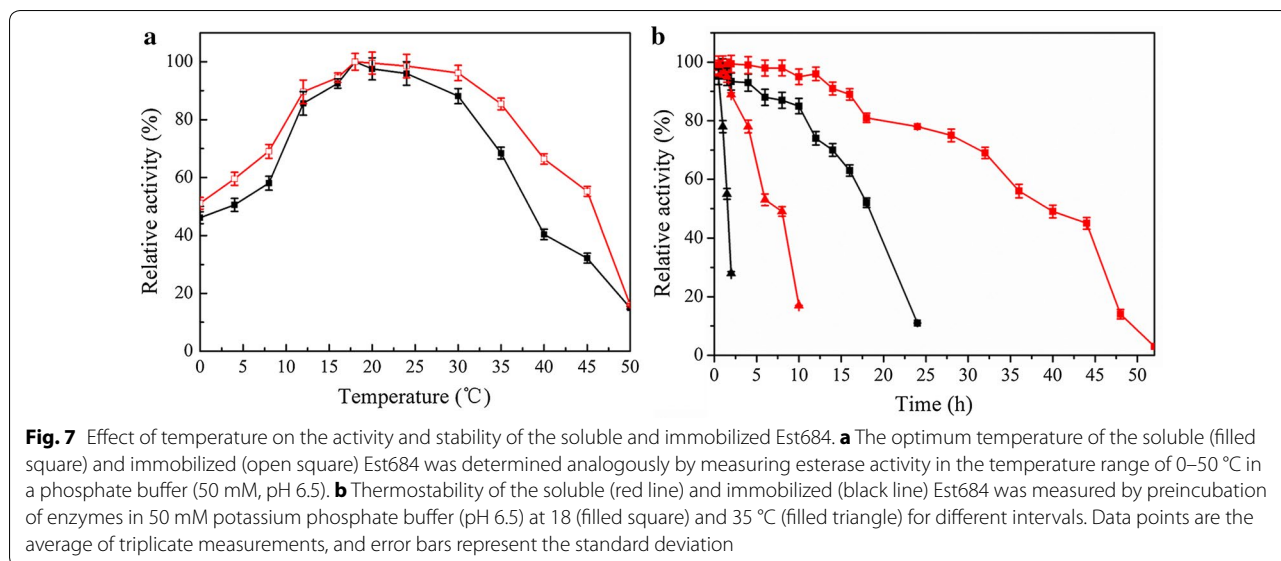 a
b
Relative activity (%)
100
80
60
40
20
0
0 5 10 15 20 25 30 35 40 45 50
Temperature (℃)
Relative activity (%)
100
80
60
40
20
0
0 5 10 15 20 25 30 35 40 45 50
Time (h)
Fig. 7 Effect of temperature on the activity and stability of the soluble and immobilized Est684. a The optimum temperature of the soluble (filled
square) and immobilized (open square) Est684 was determined analogously by measuring esterase activity in the temperature range of 0–50 °C in
a phosphate buffer (50 mM, pH 6.5). b Thermostability of the soluble (red line) and immobilized (black line) Est684 was measured by preincubation
of enzymes in 50 mM potassium phosphate buffer (pH 6.5) at 18 (filled square) and 35 °C (filled triangle) for different intervals. Data points are the
average of triplicate measurements, and error bars represent the standard deviation